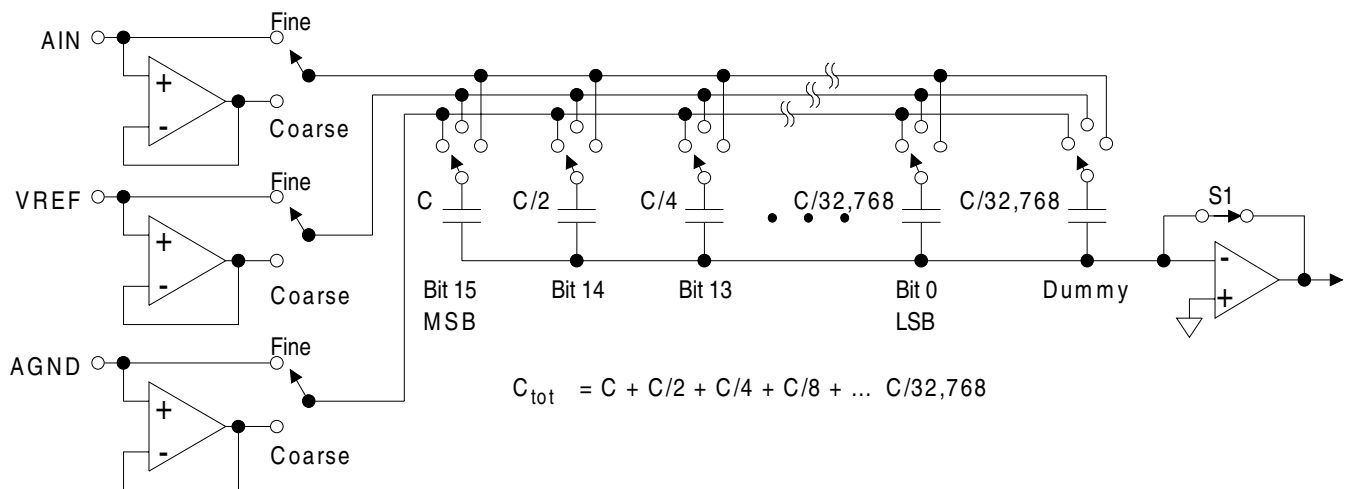 AIN
Fine
+
-
Coarse
VREF
Fine
+
-
Coarse
AGND
Fine
+
-
Coarse
C
C/2
C/4
• • •
C/32,768
C/32,768
S1
-
+
Bit 15
MSB
Bit 14
Bit 13
Bit 0
LSB
Dummy
Ctot = C + C/2 + C/4 + C/8 + ... C/32,768